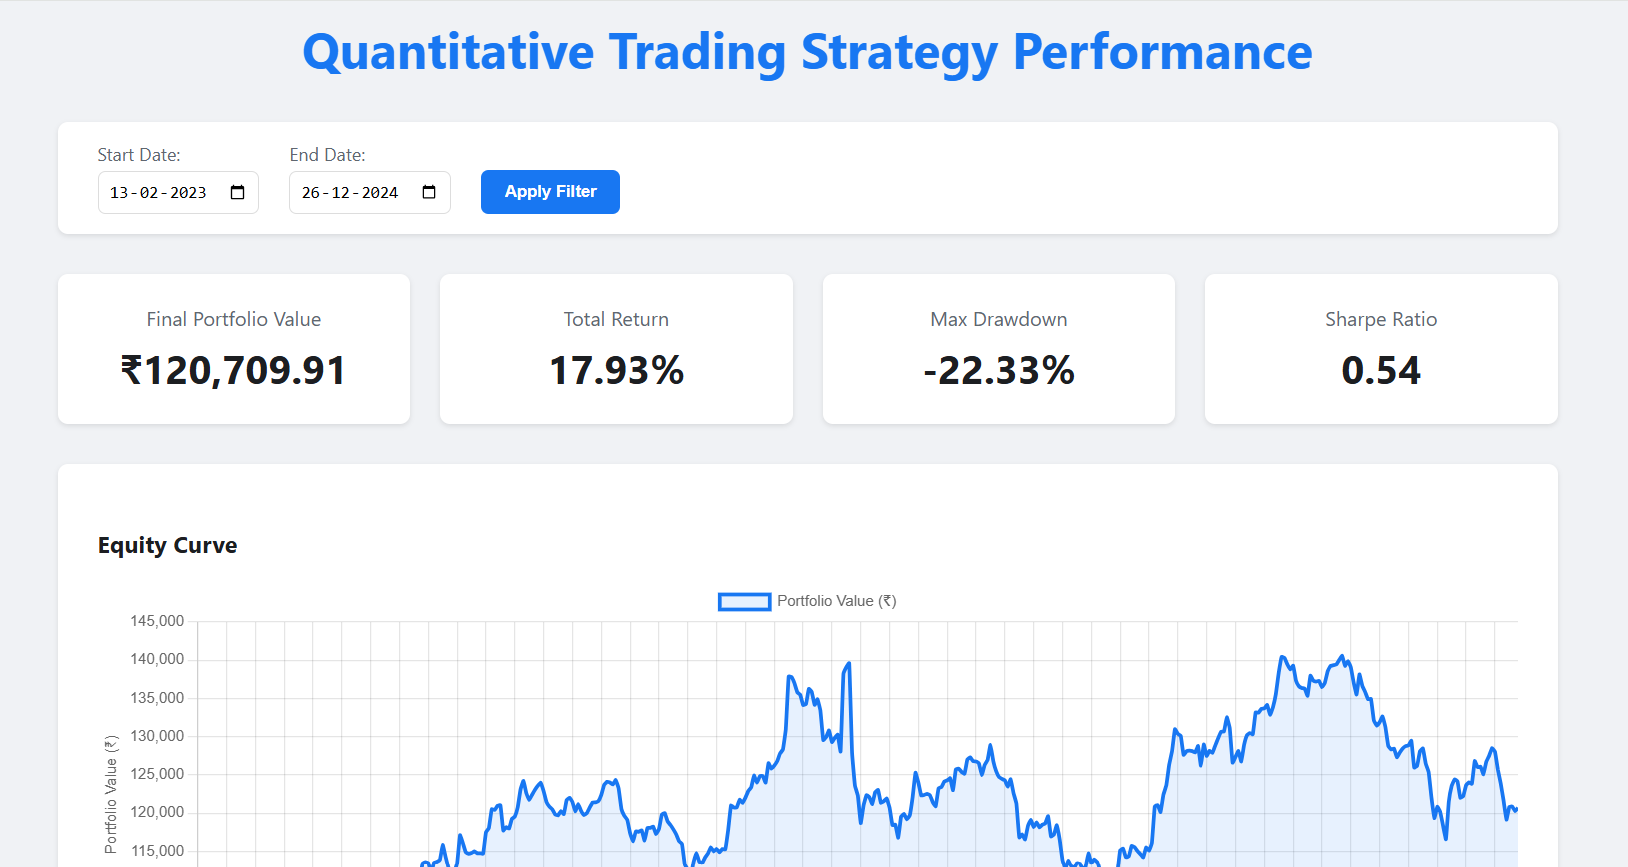 Quantitative Trading Strategy Performance
Start Date:
End Date:
13-02-2023
26-12-2024
Apply Filter
Final Portfolio Value
₹120,709.91
Total Return
17.93%
Max Drawdown
-22.33%
Sharpe Ratio
0.54
Equity Curve
Portfolio Value (₹)
145,000
140,000
135,000
130,000
125,000
120,000
115,000
Portfolio Value (₹)